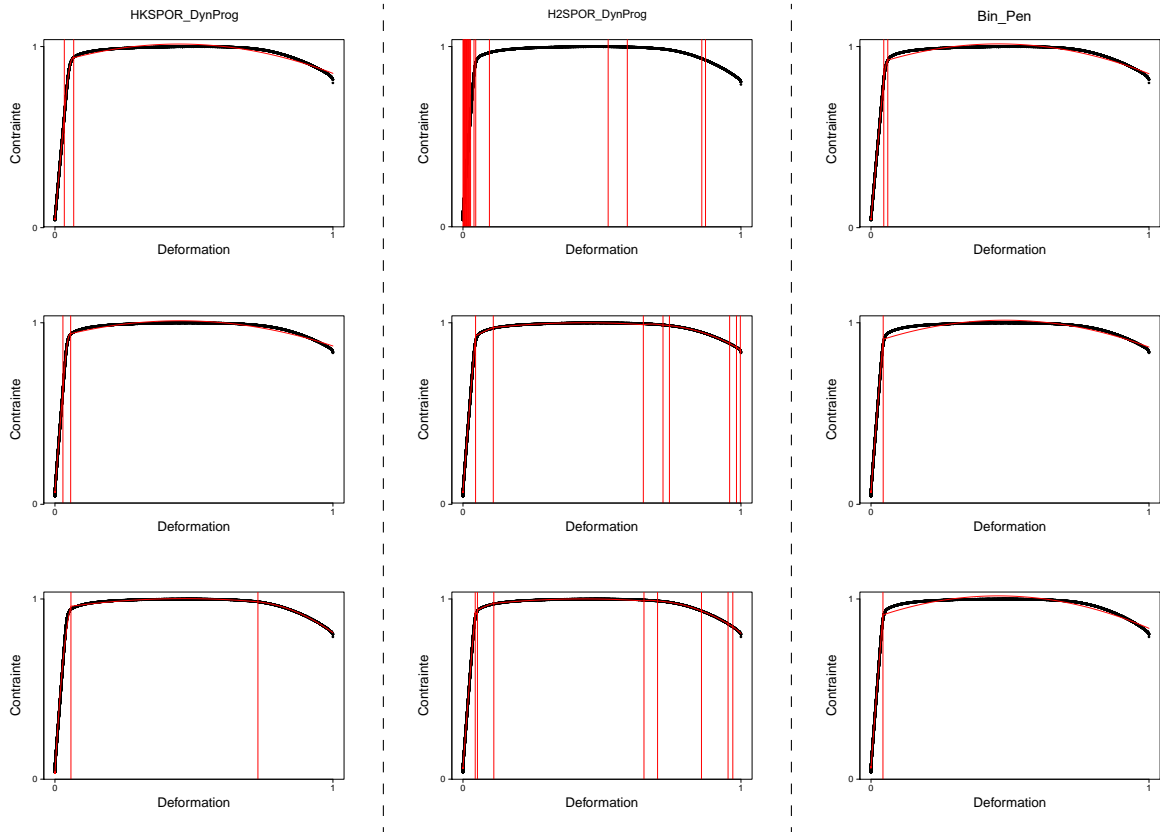 HKSPOR_DynProg
H2SPOR_DynProg
Bin_Pen
1
Contrainte
0
0
1
Deformation
1
Contrainte
0
0
1
Deformation
1
Contrainte
0
0
1
Deformation
1
Contrainte
0
0
1
Deformation
1
Contrainte
0
0
1
Deformation
1
Contrainte
0
0
1
Deformation
1
Contrainte
0
0
1
Deformation
1
Contrainte
0
0
1
Deformation
1
Contrainte
0
0
1
Deformation